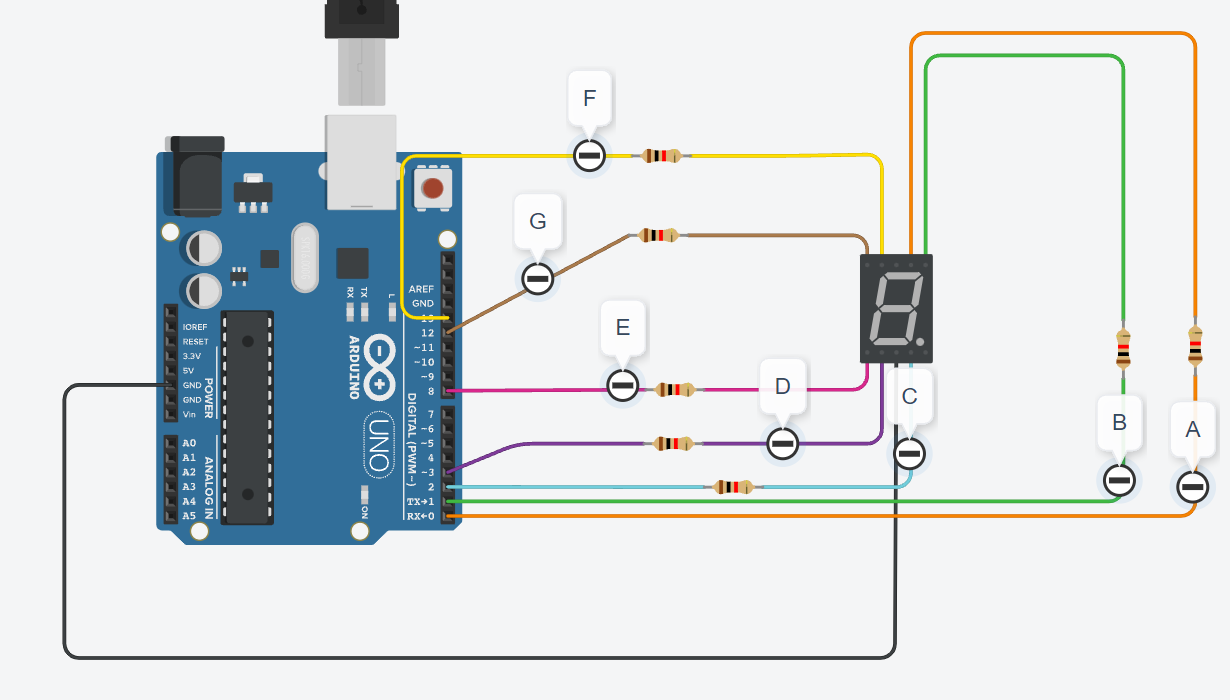 F
G
E
D
C
B
A
RX
TX
L
AREF
GND
13
12
~11
~10
~9
8
7
~6
~5
4
~3
2
TX→1
RX←0
DIGITAL (PWM~)
ARDUINO
UNO
ON
IOREF
RESET
3.3V
5V
GND
GND
Vin
POWER
A0
A1
A2
A3
A4
A5
ANALOG IN